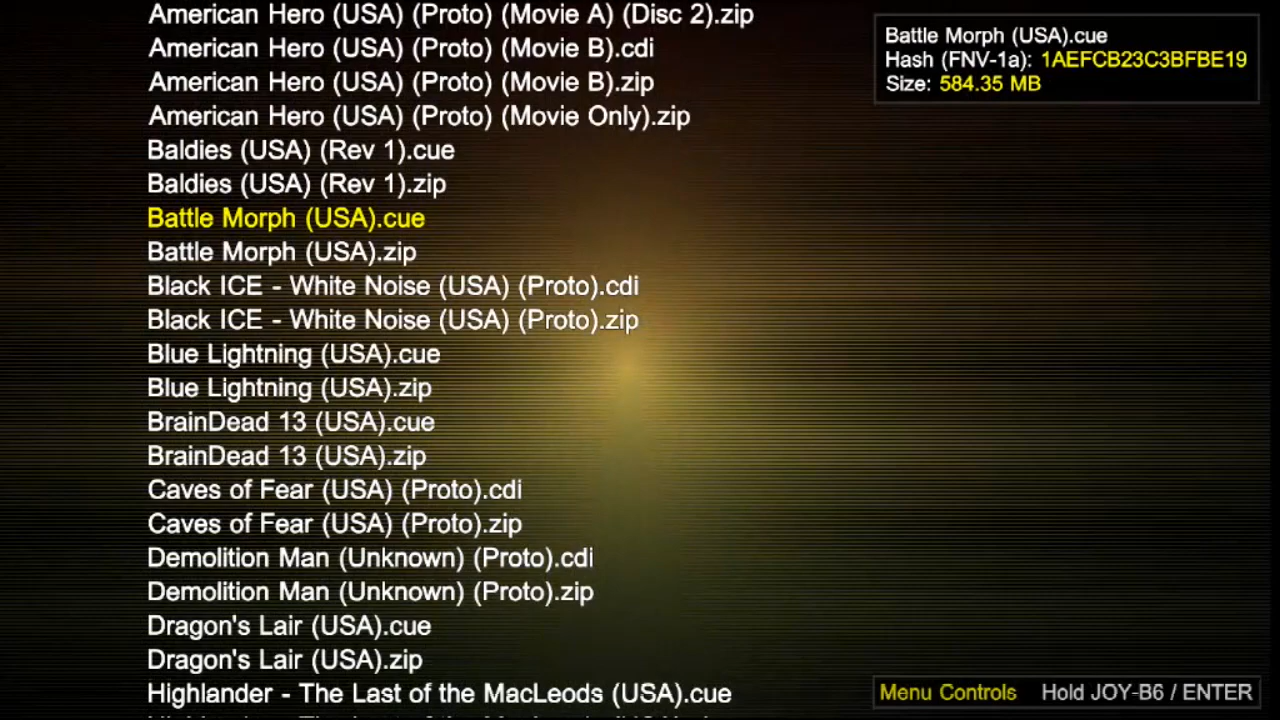 American Hero (USA) (Proto) (Movie A) (Disc 2).zip
American Hero (USA) (Proto) (Movie B).cdi
American Hero (USA) (Proto) (Movie B).zip
American Hero (USA) (Proto) (Movie Only).zip
Baldies (USA) (Rev 1).cue
Baldies (USA) (Rev 1).zip
Battle Morph (USA).cue
Battle Morph (USA).zip
Black ICE - White Noise (USA) (Proto).cdi
Black ICE - White Noise (USA) (Proto).zip
Blue Lightning (USA).cue
Blue Lightning (USA).zip
BrainDead 13 (USA).cue
BrainDead 13 (USA).zip
Caves of Fear (USA) (Proto).cdi
Caves of Fear (USA) (Proto).zip
Demolition Man (Unknown) (Proto).cdi
Demolition Man (Unknown) (Proto).zip
Dragon's Lair (USA).cue
Dragon's Lair (USA).zip
Highlander - The Last of the MacLeods (USA).cue
Battle Morph (USA).cue
Hash (FNV-1a): 1AEFCB23C3BFBE19
Size: 584.35 MB
Menu Controls Hold JOY-B6 / ENTER